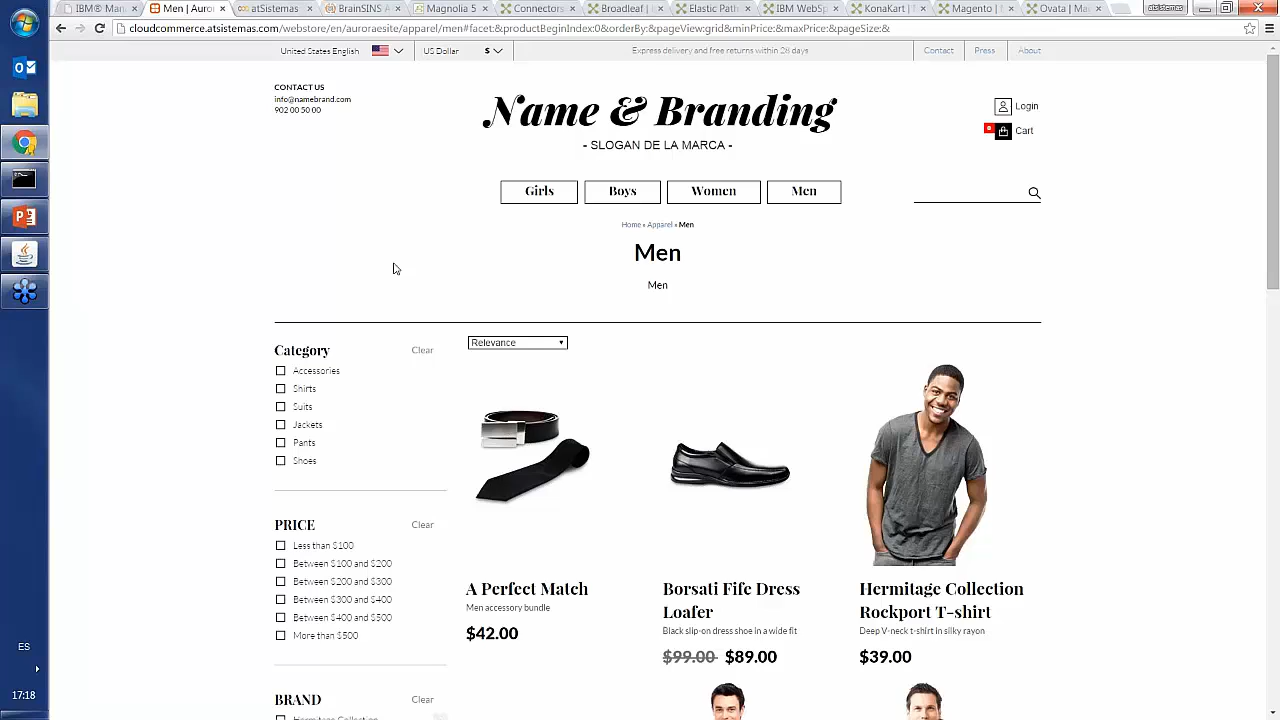 IBM® Man
Men | Auro
atSistemas
BrainSINS A
Magnolia 5
Connectors
Broadleaf |
Elastic Path
IBM WebSp
KonaKart |
Magento |
Ovata | Ma
atsistemas
cloudcommerce.atsistemas.com/webstore/en/auroraesite/apparel/men#facet:&productBeginIndex:0&orderBy:&pageView:grid&minPrice:&maxPrice:&pageSize:&
United States English
US Dollar
$
Express delivery and free returns within 28 days
Contact
Press
About
CONTACT US
info@namebrand.com
902 00 50 00
Name & Branding
- SLOGAN DE LA MARCA -
Login
Cart
Girls
Boys
Women
Men
Home » Apparel » Men
Men
Men
Category
Clear
Accessories
Shirts
Suits
Jackets
Pants
Shoes
PRICE
Clear
Less than $100
Between $100 and $200
Between $200 and $300
Between $300 and $400
Between $400 and $500
More than $500
BRAND
Clear
Hermitage Collection
Relevance
A Perfect Match
Men accessory bundle
$42.00
Borsati Fife Dress
Loafer
Black slip-on dress shoe in a wide fit
$99.00 $89.00
Hermitage Collection
Rockport T-shirt
Deep V-neck t-shirt in silky rayon
$39.00
ES
17:18